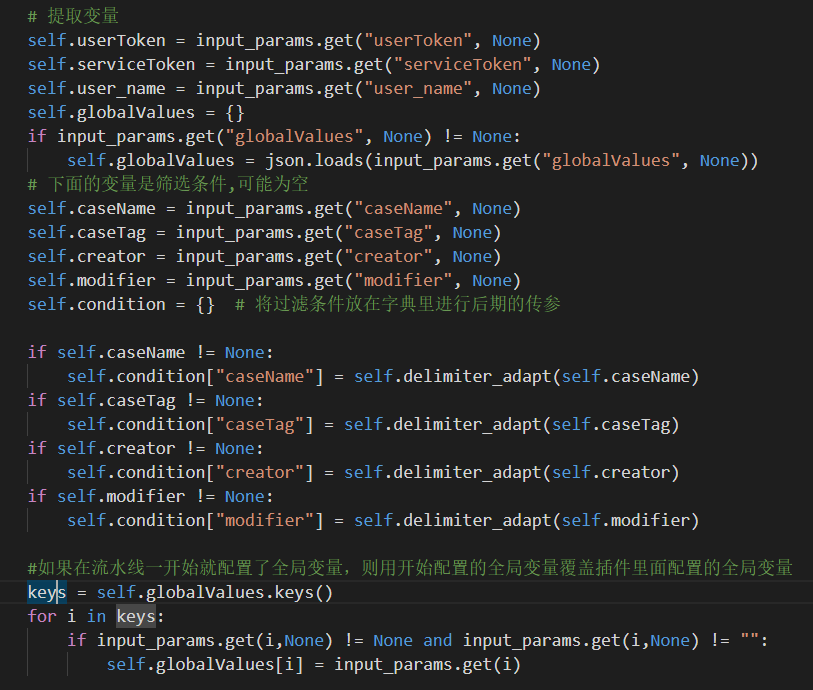 # 提取变量
self.userToken = input_params.get("userToken", None)
self.serviceToken = input_params.get("serviceToken", None)
self.user_name = input_params.get("user_name", None)
self.globalValues = {}
if input_params.get("globalValues", None) != None:
    self.globalValues = json.loads(input_params.get("globalValues", None))
# 下面的变量是筛选条件,可能为空
self.caseName = input_params.get("caseName", None)
self.caseTag = input_params.get("caseTag", None)
self.creator = input_params.get("creator", None)
self.modifier = input_params.get("modifier", None)
self.condition = {}  # 将过滤条件放在字典里进行后期的传参
if self.caseName != None:
    self.condition["caseName"] = self.delimiter_adapt(self.caseName)
if self.caseTag != None:
    self.condition["caseTag"] = self.delimiter_adapt(self.caseTag)
if self.creator != None:
    self.condition["creator"] = self.delimiter_adapt(self.creator)
if self.modifier != None:
    self.condition["modifier"] = self.delimiter_adapt(self.modifier)
#如果在流水线一开始就配置了全局变量，则用开始配置的全局变量覆盖插件里面配置的全局变量
keys = self.globalValues.keys()
for i in keys:
    if input_params.get(i,None) != None and input_params.get(i,None) != "":
        self.globalValues[i] = input_params.get(i)